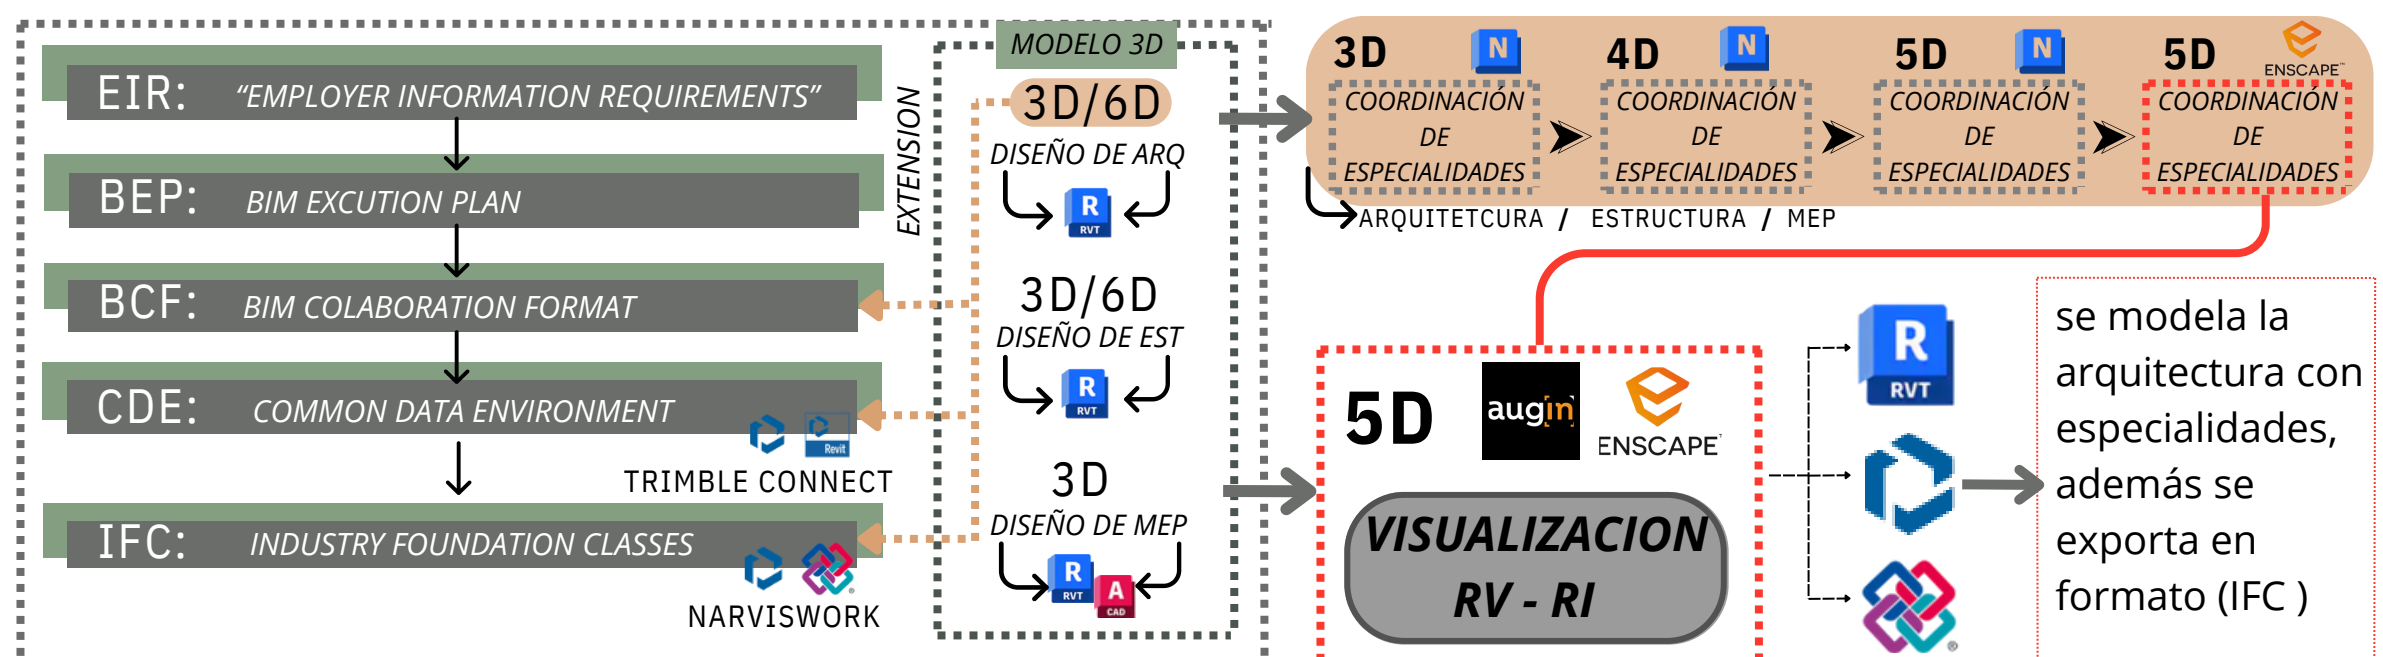 EIR: “EMPLOYER INFORMATION REQUIREMENTS”
BEP: BIM EXCUTION PLAN
BCF: BIM COLABORATION FORMAT
CDE: COMMON DATA ENVIRONMENT
Revit
TRIMBLE CONNECT
IFC: INDUSTRY FOUNDATION CLASSES
NARVISWORK
EXTENSION
MODELO 3D
3D/6D
DISEÑO DE ARQ
R
RVT
3D/6D
DISEÑO DE EST
R
RVT
3D
DISEÑO DE MEP
R
RVT
A
CAD
3D N
COORDINACIÓN
DE
ESPECIALIDADES
4D N
COORDINACIÓN
DE
ESPECIALIDADES
5D N
COORDINACIÓN
DE
ESPECIALIDADES
5D ENSCAPE™
COORDINACIÓN
DE
ESPECIALIDADES
ARQUITETCURA / ESTRUCTURA / MEP
5D
augin
ENSCAPE™
VISUALIZACION
RV - RI
R
RVT
®
se modela la
arquitectura con
especialidades,
además se
exporta en
formato (IFC )